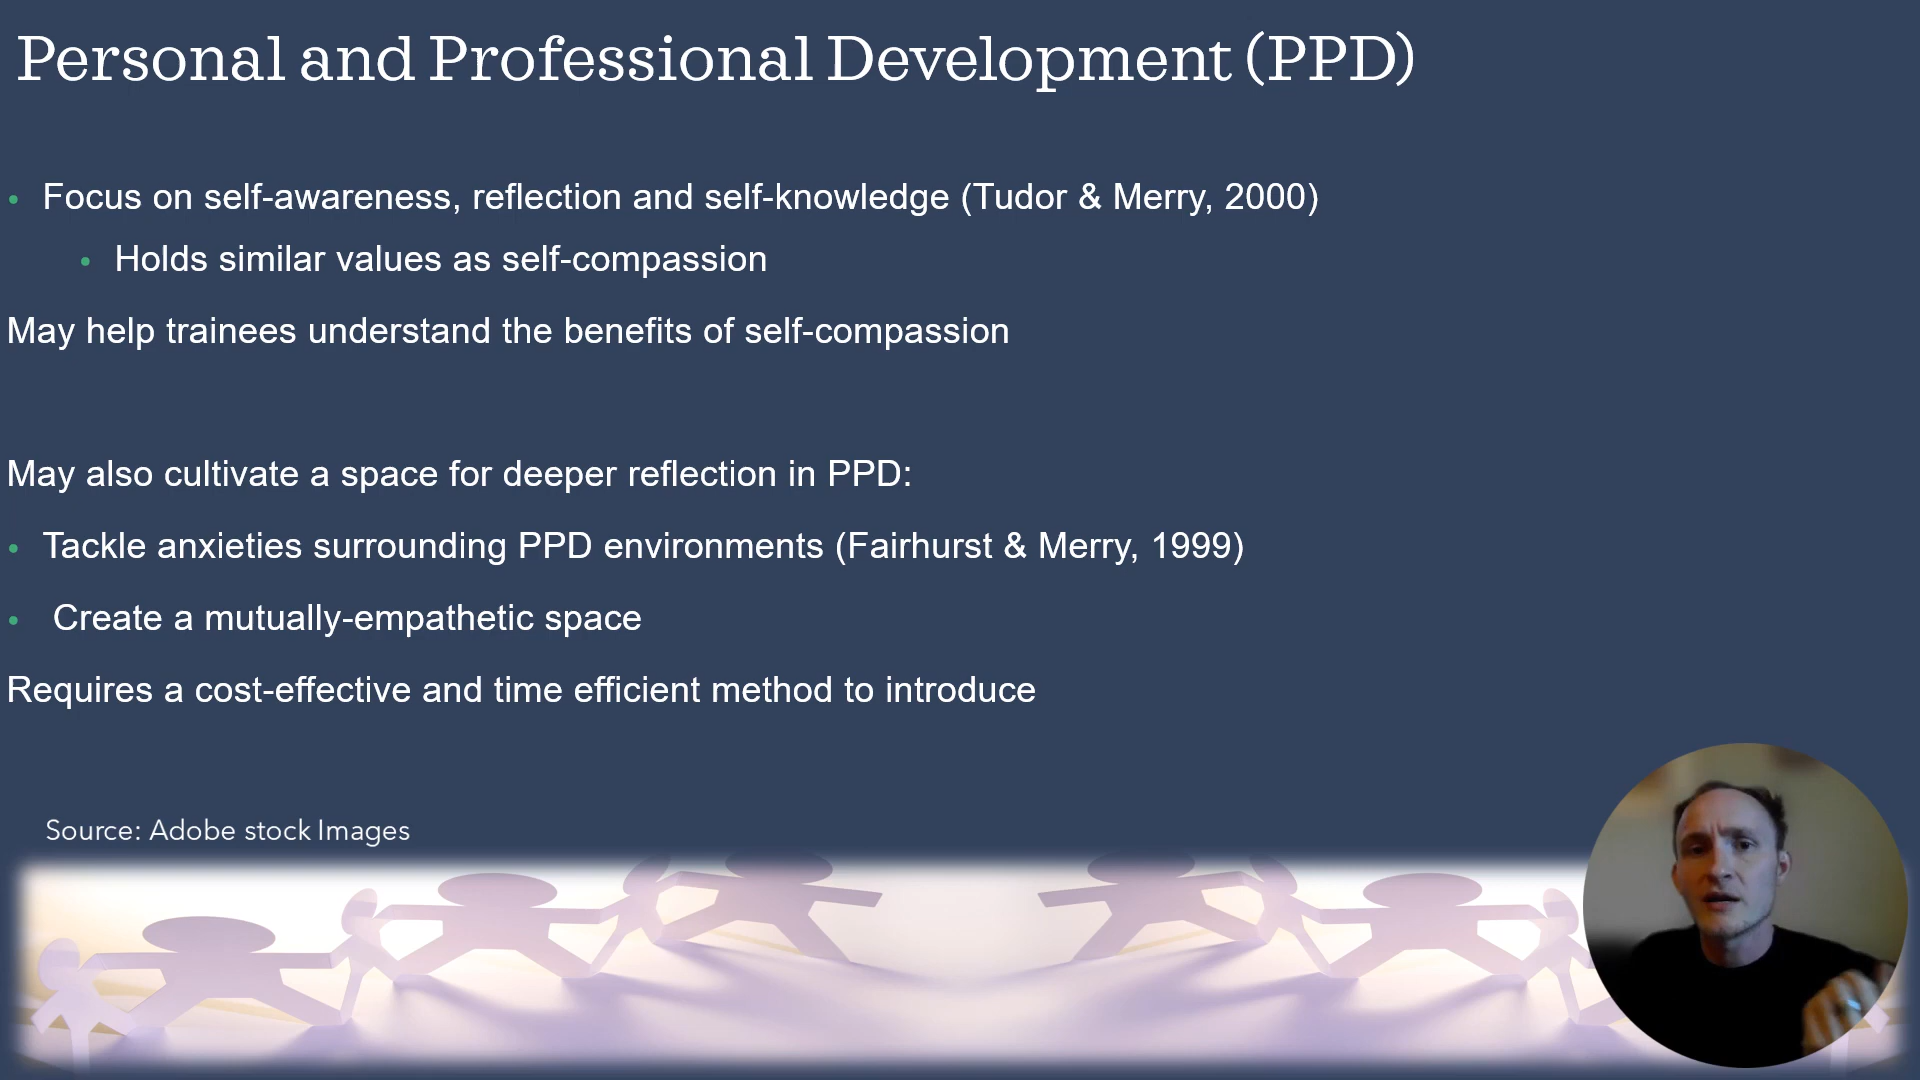 Personal and Professional Development (PPD)
• Focus on self-awareness, reflection and self-knowledge (Tudor & Merry, 2000)
• Holds similar values as self-compassion
May help trainees understand the benefits of self-compassion
May also cultivate a space for deeper reflection in PPD:
• Tackle anxieties surrounding PPD environments (Fairhurst & Merry, 1999)
• Create a mutually-empathetic space
Requires a cost-effective and time efficient method to introduce
Source: Adobe stock Images